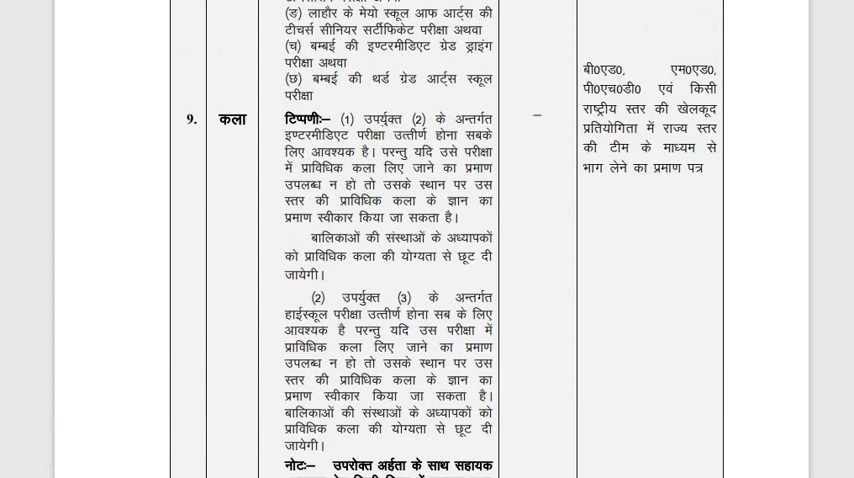 (ङ) लाहौर के मेयो स्कूल आफ आर्ट्स की
टीचर्स सीनियर सर्टीफिकेट परीक्षा अथवा
(च) बम्बई की इण्टरमीडिएट ग्रेड ड्राइंग
परीक्षा अथवा
(छ) बम्बई की थर्ड ग्रेड आर्ट्स स्कूल
परीक्षा
9.
कला
टिप्पणीः– (1) उपर्युक्त (2) के अन्तर्गत
इण्टरमीडिएट परीक्षा उत्तीर्ण होना सबके
लिए आवश्यक है। परन्तु यदि उसे परीक्षा
में प्राविधिक कला लिए जाने का प्रमाण
उपलब्ध न हो तो उसके स्थान पर उस
स्तर की प्राविधिक कला के ज्ञान का
प्रमाण स्वीकार किया जा सकता है।
बालिकाओं की संस्थाओं के अध्यापकों
को प्राविधिक कला की योग्यता से छूट दी
जायेगी।
(2) उपर्युक्त (3) के अन्तर्गत
हाईस्कूल परीक्षा उत्तीर्ण होना सब के लिए
आवश्यक है परन्तु यदि उस परीक्षा में
प्राविधिक कला लिए जाने का प्रमाण
उपलब्ध न हो तो उसके स्थान पर उस
स्तर की प्राविधिक कला के ज्ञान का
प्रमाण स्वीकार किया जा सकता है।
बालिकाओं की संस्थाओं के अध्यापकों को
प्राविधिक कला की योग्यता से छूट दी
जायेगी।
नोटः– उपरोक्त अर्हता के साथ सहायक
–
बी0एड0, एम0एड0,
पी0एच0डी0 एवं किसी
राष्ट्रीय स्तर की खेलकूद
प्रतियोगिता में राज्य स्तर
की टीम के माध्यम से
भाग लेने का प्रमाण पत्र